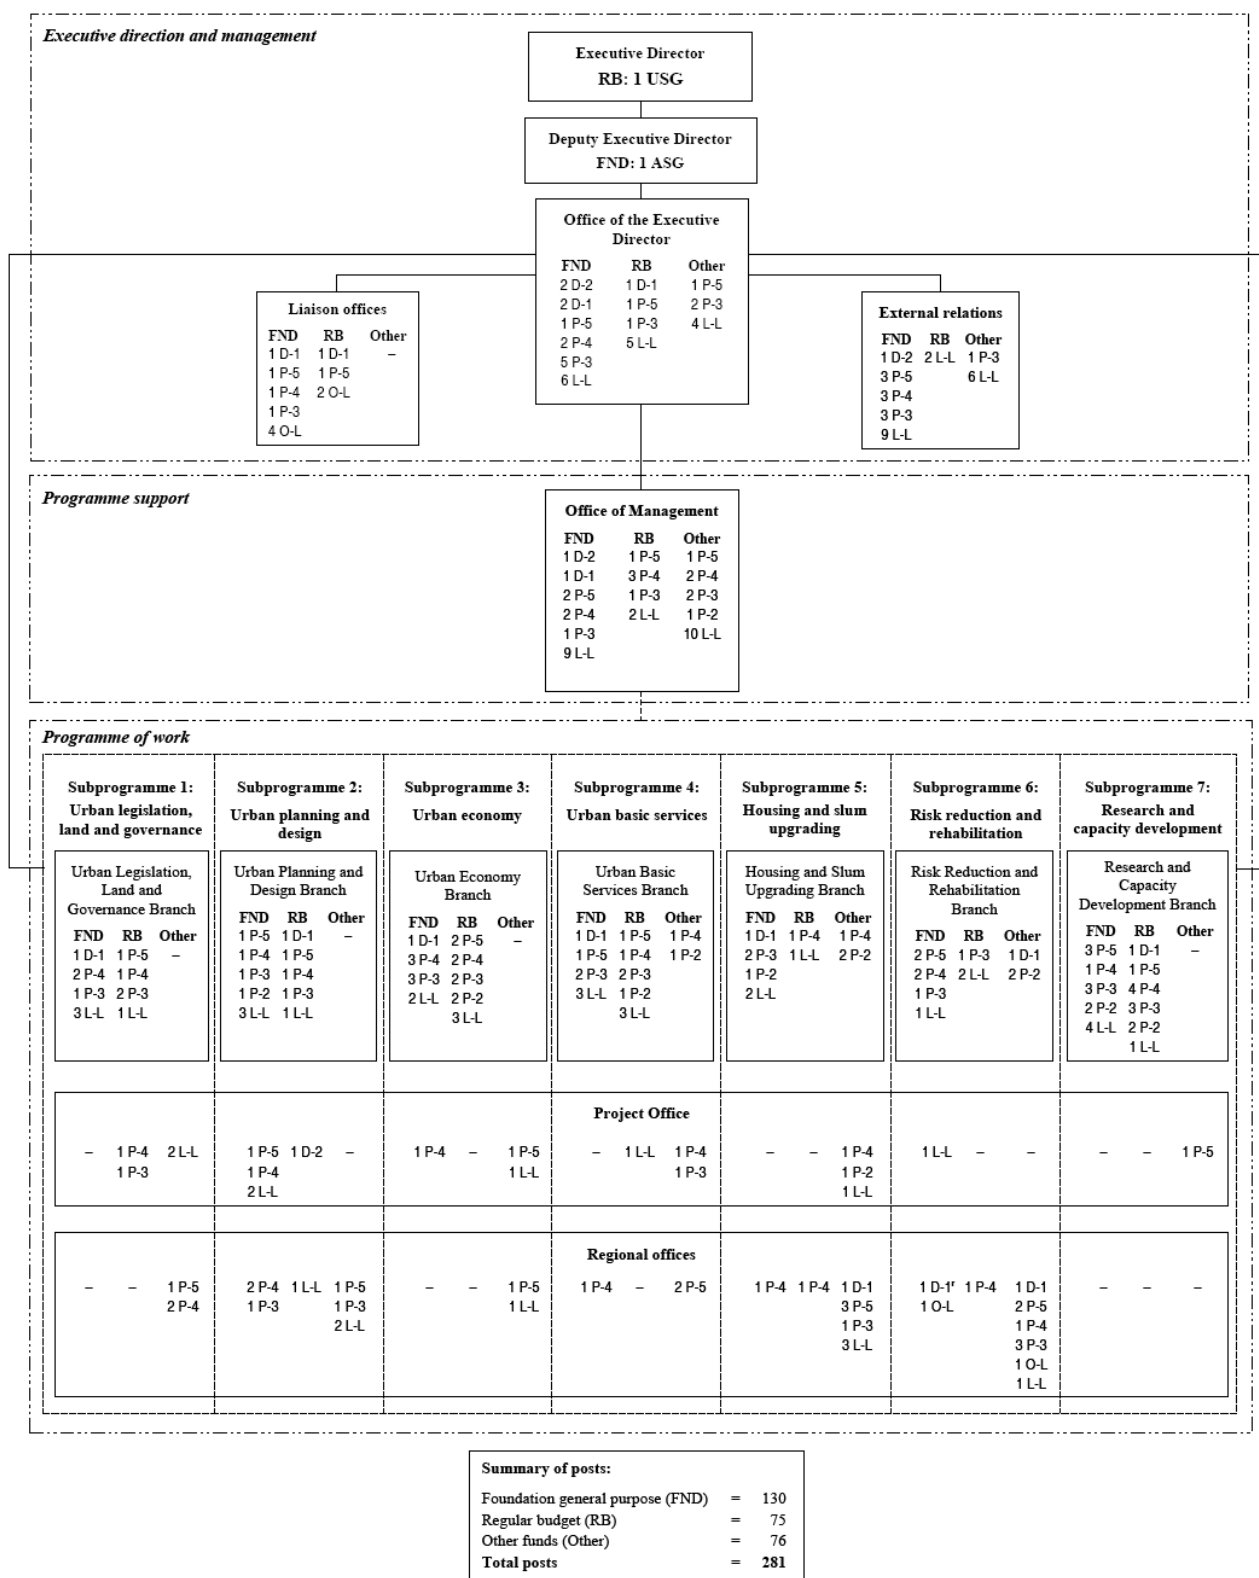 Executive direction and management
Executive Director
RB: 1 USG
Deputy Executive Director
FND: 1 ASG
Office of the Executive
Director
FND RB Other
2 D-2 1 D-1 1 P-5
2 D-1 1 P-5 2 P-3
1 P-5 1 P-3 4 L-L
2 P-4 5 L-L
5 P-3
6 L-L
Liaison offices
FND RB Other
1 D-1 1 D-1 –
1 P-5 1 P-5
1 P-4 2 O-L
1 P-3
4 O-L
External relations
FND RB Other
1 D-2 2 L-L 1 P-3
3 P-5 6 L-L
3 P-4
3 P-3
9 L-L
Programme support
Office of Management
FND RB Other
1 D-2 1 P-5 1 P-5
1 D-1 3 P-4 2 P-4
2 P-5 1 P-3 2 P-3
2 P-4 2 L-L 1 P-2
1 P-3 10 L-L
9 L-L
Programme of work
Subprogramme 1:
Urban legislation,
land and governance
Urban Legislation,
Land and
Governance Branch
FND RB Other
1 D-1 1 P-5 –
2 P-4 1 P-4
1 P-3 2 P-3
3 L-L 1 L-L
Subprogramme 2:
Urban planning and
design
Urban Planning and
Design Branch
FND RB Other
1 P-5 1 D-1 –
1 P-4 1 P-5
1 P-3 1 P-4
1 P-2 1 P-3
3 L-L 1 L-L
Subprogramme 3:
Urban economy
Urban Economy
Branch
FND RB Other
1 D-1 2 P-5 –
3 P-4 2 P-4
3 P-3 2 P-3
2 L-L 2 P-2
3 L-L
Subprogramme 4:
Urban basic services
Urban Basic
Services Branch
FND RB Other
1 D-1 1 P-5 1 P-4
1 P-5 1 P-4 1 P-2
2 P-3 2 P-3
3 L-L 1 P-2
3 L-L
Subprogramme 5:
Housing and slum
upgrading
Housing and Slum
Upgrading Branch
FND RB Other
1 D-1 1 P-4 1 P-4
2 P-3 1 L-L 2 P-2
1 P-2
2 L-L
Subprogramme 6:
Risk reduction and
rehabilitation
Risk Reduction and
Rehabilitation
Branch
FND RB Other
2 P-5 1 P-3 1 D-1
2 P-4 2 L-L 2 P-2
1 P-3
1 L-L
Subprogramme 7:
Research and
capacity development
Research and
Capacity
Development Branch
FND RB Other
3 P-5 1 D-1 –
1 P-4 1 P-5
3 P-3 4 P-4
2 P-2 3 P-3
4 L-L 2 P-2
1 L-L
Project Office
– 1 P-4 2 L-L 1 P-5 1 D-2 – 1 P-4 – 1 P-5 – 1 L-L 1 P-4 – – 1 P-4 1 L-L – – – – 1 P-5
1 P-3 1 P-4 1 L-L 1 P-3 1 P-2
2 L-L 1 L-L
Regional offices
– – 1 P-5 2 P-4 1 L-L 1 P-5 – – 1 P-5 1 P-4 – 2 P-5 1 P-4 1 P-4 1 D-1 1 D-1ʳ 1 P-4 1 D-1 – – –
2 P-4 1 P-3 1 P-3 1 L-L 3 P-5 1 O-L 2 P-5
2 L-L 1 P-3 1 P-4
3 L-L 3 P-3
1 O-L
1 L-L
Summary of posts:
Foundation general purpose (FND) = 130
Regular budget (RB) = 75
Other funds (Other) = 76
Total posts = 281